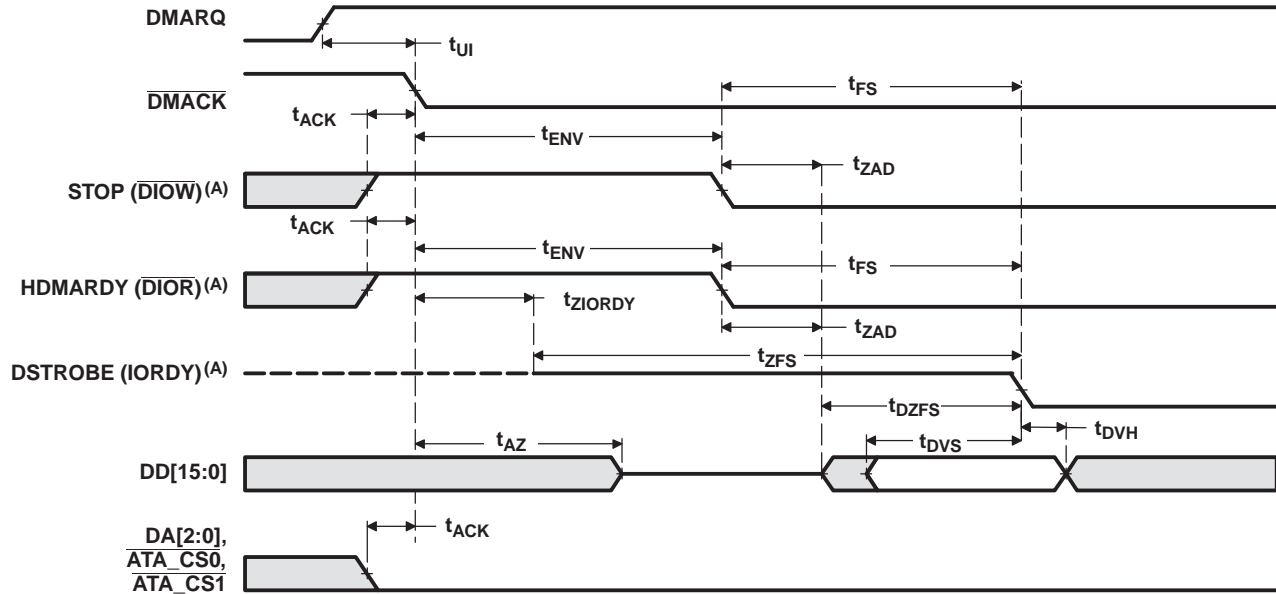 DMARQ
tUI
DMACK
tFS
tACK
tENV
tZAD
STOP (DIOW)(A)
tACK
tENV
tFS
HDMARDY (DIOR)(A)
tZIORDY
tZAD
tZFS
DSTROBE (IORDY)(A)
tDZFS
tDVH
tAZ
tDVS
DD[15:0]
tACK
DA[2:0],
ATA_CS0,
ATA_CS1